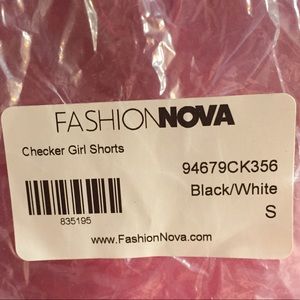 FASHIONNOVA
Checker Girl Shorts
94679CK356
Black/White
835195
S
www.FashionNova.com